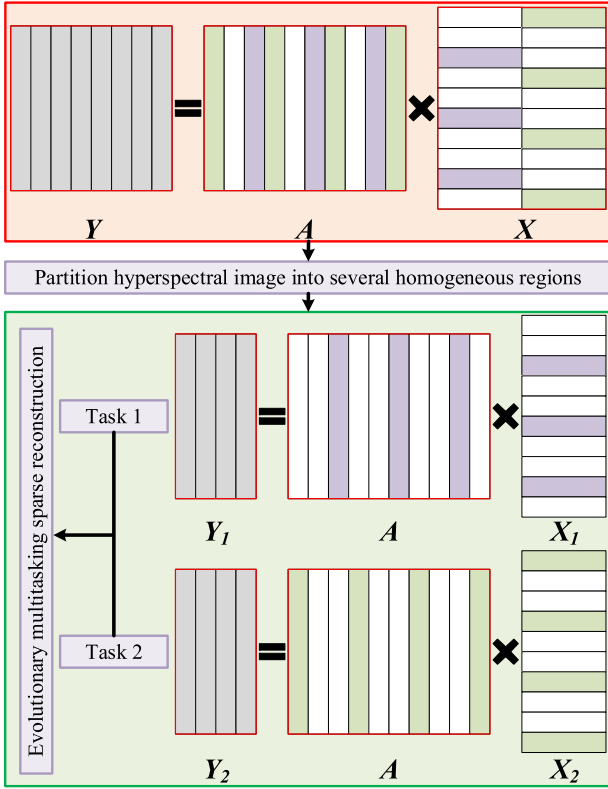 Y
A
X
Partition hyperspectral image into several homogeneous regions
Evolutionary multitasking sparse reconstruction
Task 1
Y1
A
X1
Task 2
Y2
A
X2